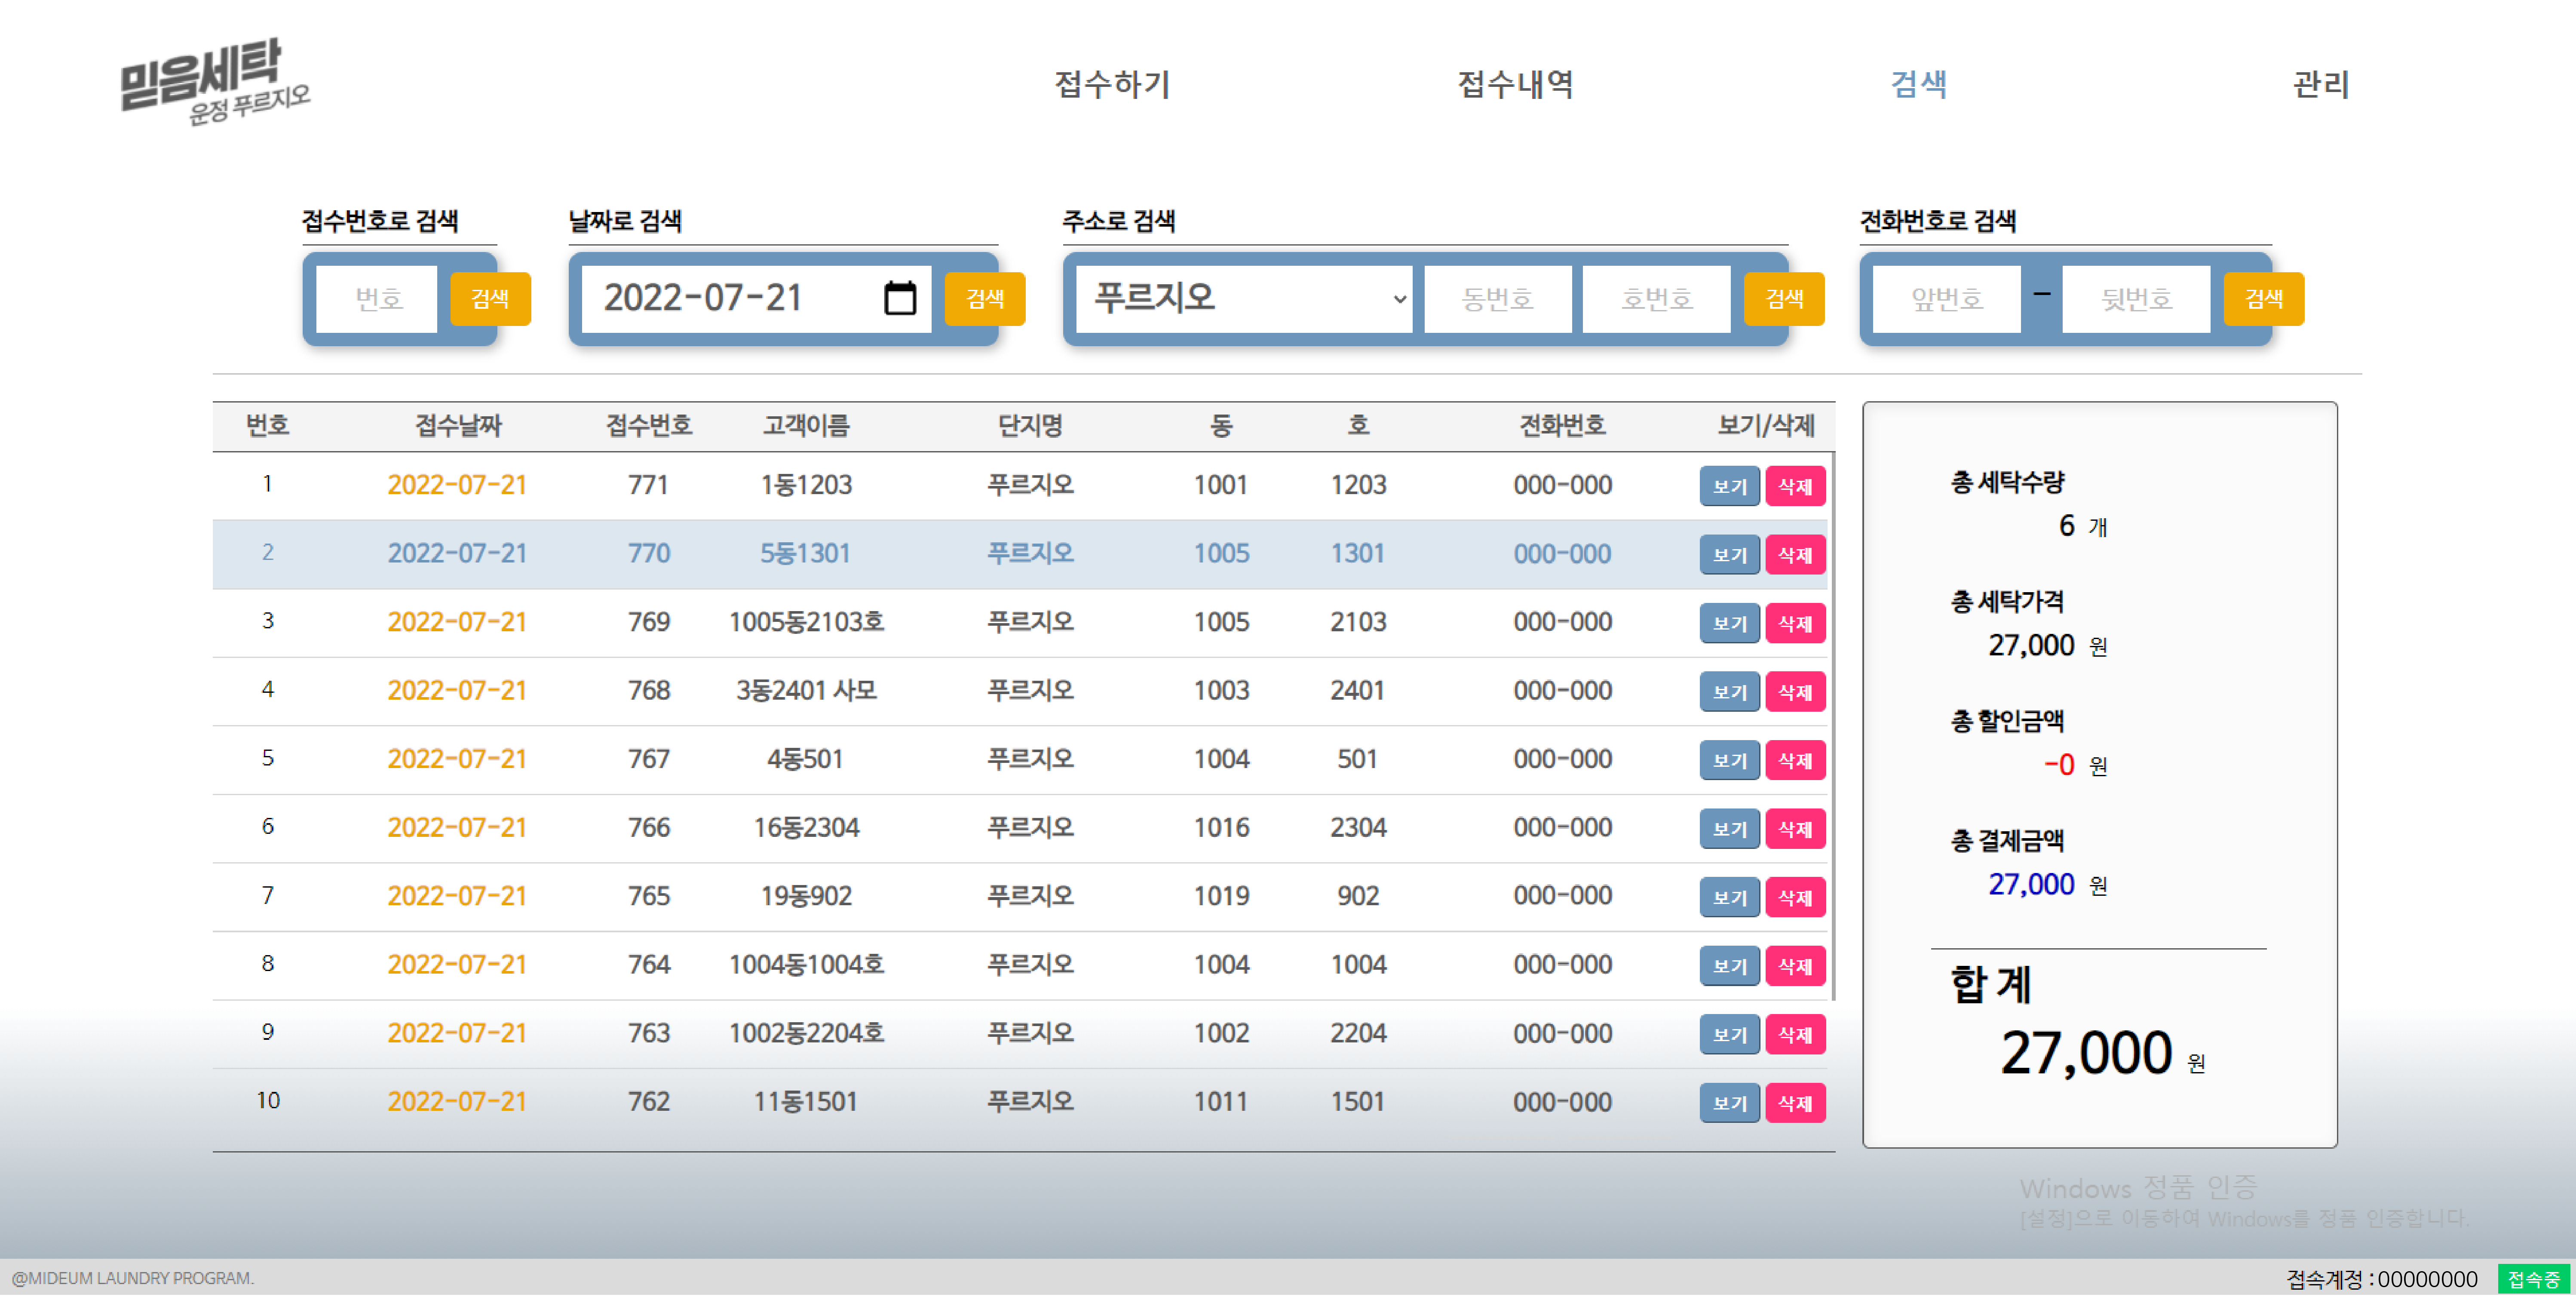 믿음세탁
운정 푸르지오
접수하기 접수내역 검색 관리
접수번호로 검색 날짜로 검색 주소로 검색 전화번호로 검색
번호 검색 2022-07-21 검색 푸르지오 동번호 호번호 검색 앞번호 - 뒷번호 검색
번호 접수날짜 접수번호 고객이름 단지명 동 호 전화번호 보기/삭제
1 2022-07-21 771 1동1203 푸르지오 1001 1203 000-000 보기 삭제
2 2022-07-21 770 5동1301 푸르지오 1005 1301 000-000 보기 삭제
3 2022-07-21 769 1005동2103호 푸르지오 1005 2103 000-000 보기 삭제
4 2022-07-21 768 3동2401 사모 푸르지오 1003 2401 000-000 보기 삭제
5 2022-07-21 767 4동501 푸르지오 1004 501 000-000 보기 삭제
6 2022-07-21 766 16동2304 푸르지오 1016 2304 000-000 보기 삭제
7 2022-07-21 765 19동902 푸르지오 1019 902 000-000 보기 삭제
8 2022-07-21 764 1004동1004호 푸르지오 1004 1004 000-000 보기 삭제
9 2022-07-21 763 1002동2204호 푸르지오 1002 2204 000-000 보기 삭제
10 2022-07-21 762 11동1501 푸르지오 1011 1501 000-000 보기 삭제
총 세탁수량
6 개
총 세탁가격
27,000 원
총 할인금액
-0 원
총 결제금액
27,000 원
합 계
27,000 원
Windows 정품 인증
[설정]으로 이동하여 Windows를 정품 인증합니다.
@MIDEUM LAUNDRY PROGRAM. 접속계정 : 00000000 접속중